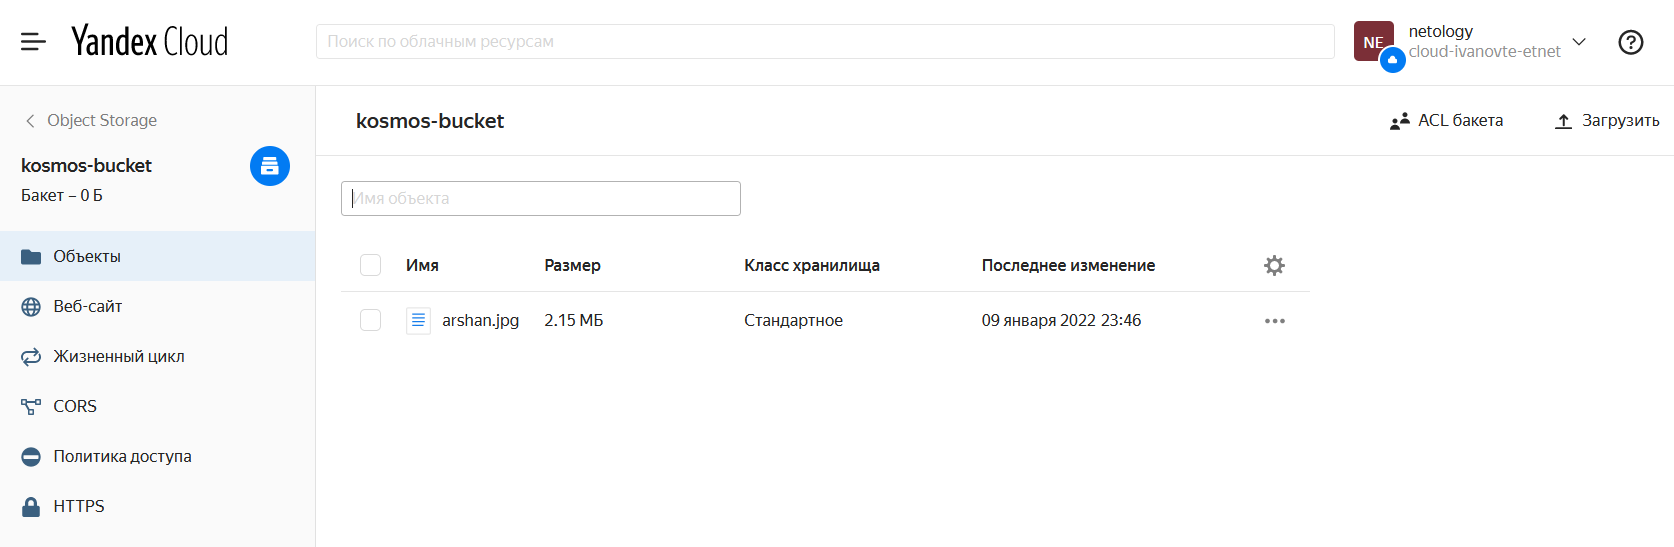 Yandex Cloud
Поиск по облачным ресурсам
NE
netology
cloud-ivanovte-etnet
Object Storage
kosmos-bucket
Бакет – 0 Б
Объекты
Веб-сайт
Жизненный цикл
CORS
Политика доступа
HTTPS
kosmos-bucket
ACL бакета
Загрузить
Имя объекта
Имя Размер Класс хранилища Последнее изменение
arshan.jpg 2.15 МБ Стандартное 09 января 2022 23:46